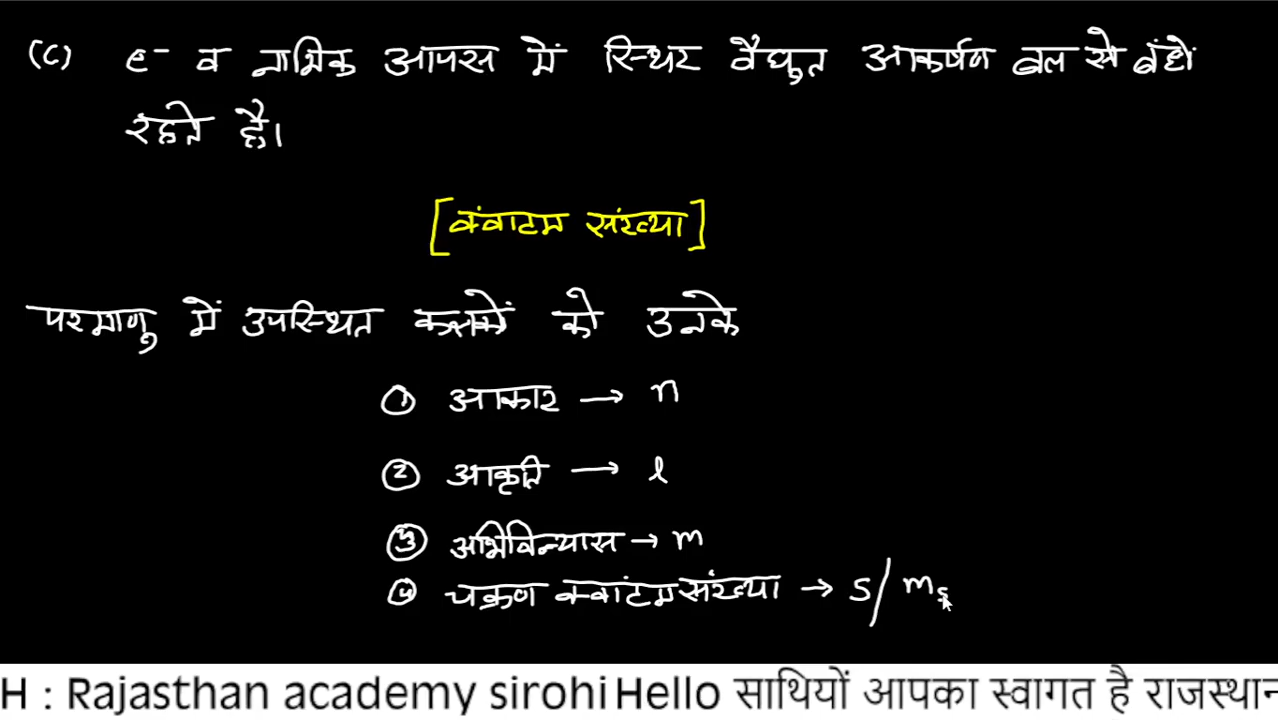 (c) e⁻ व नाभिक आपस में स्थिर वैद्युत आकर्षण बल से बंधे
रहते है।
[क्वांटम संख्या]
परमाणु में उपस्थित कक्षकों को उनके
① आकार → n
② आकृति → l
③ अभिविन्यास → m
④ चक्रण क्वांटम संख्या → s/ms
H : Rajasthan academy sirohi Hello साथियों आपका स्वागत है राजस्थान